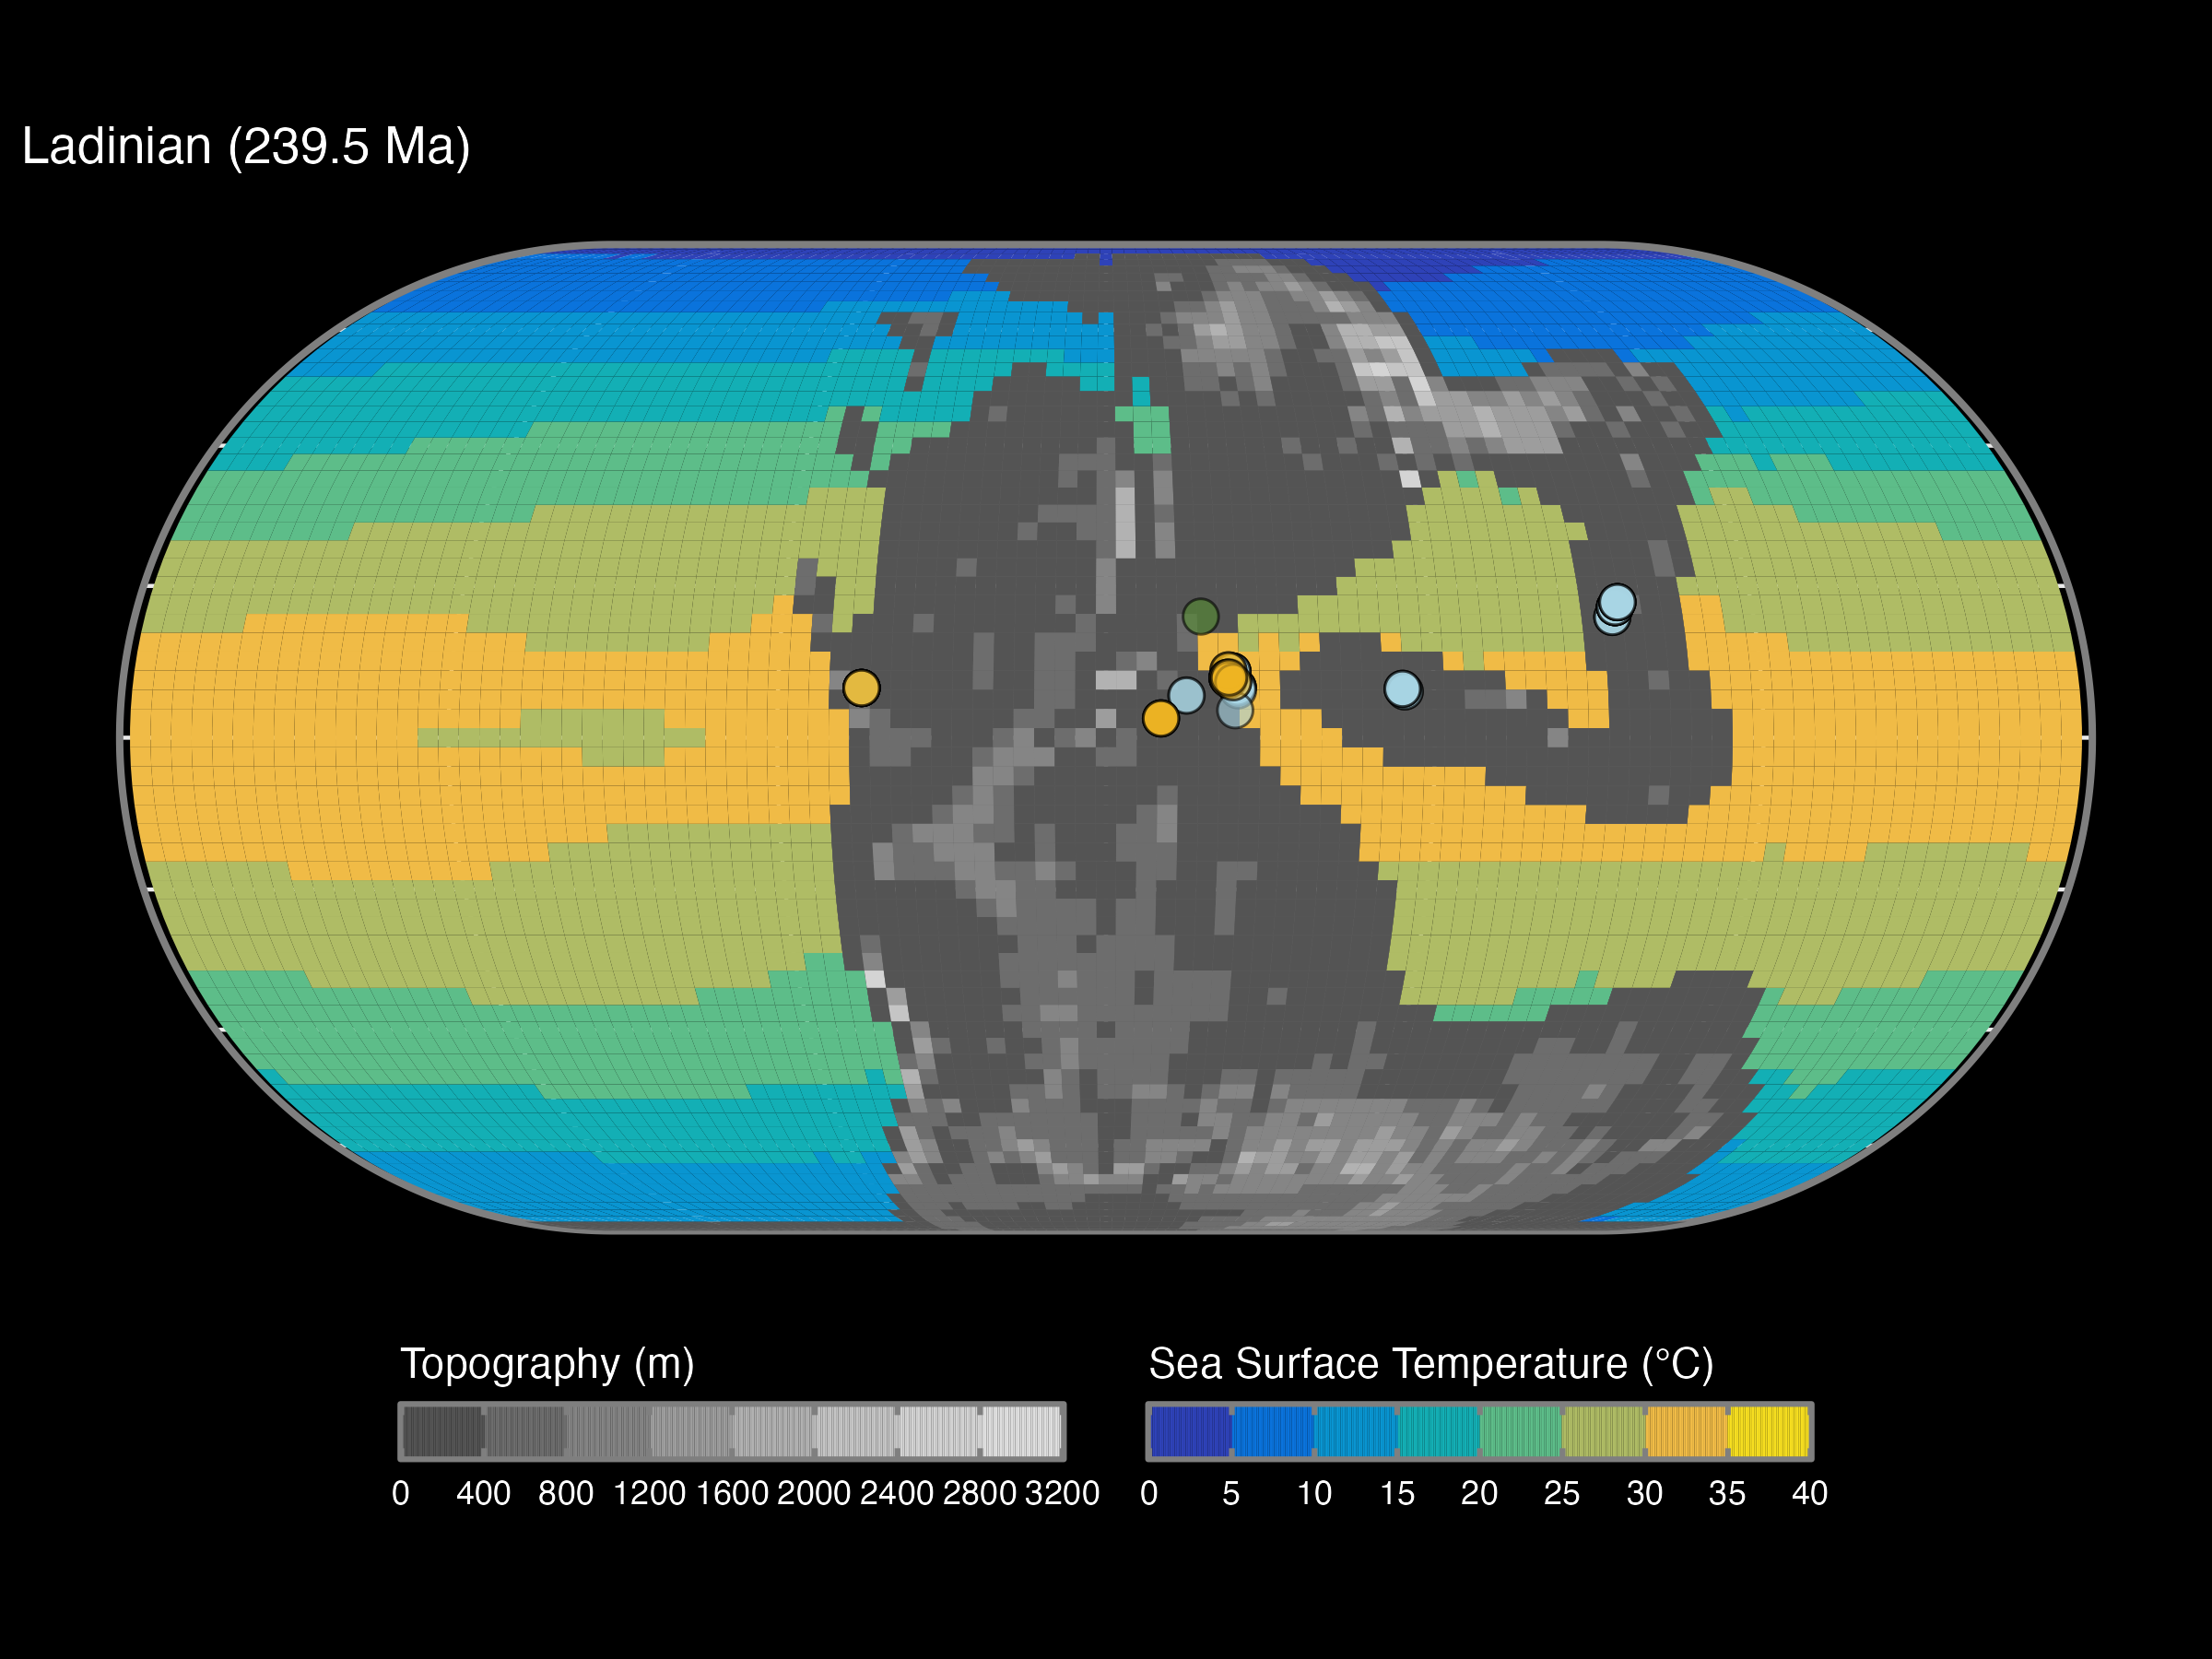 Ladinian (239.5 Ma)
Topography (m)
0 400 800 1200 1600 2000 2400 2800 3200
Sea Surface Temperature (°C)
0 5 10 15 20 25 30 35 40